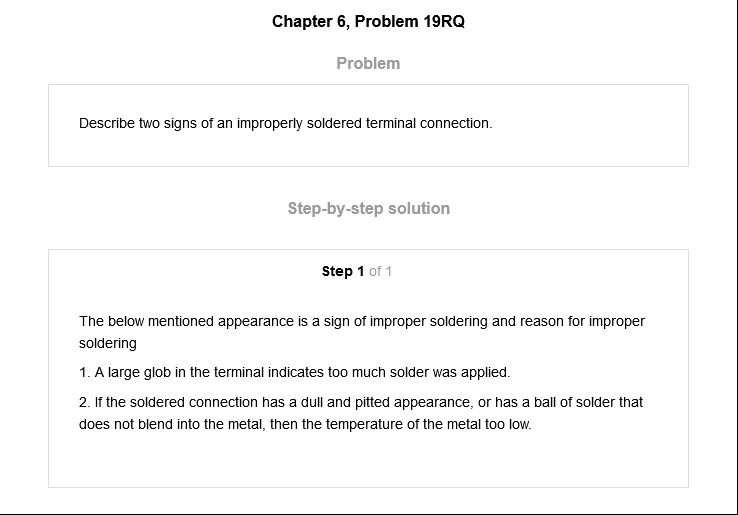 Chapter 6, Problem 19RQ
Problem
Describe two signs of an improperly soldered terminal connection.
Step-by-step solution
Step 1 of 1
The below mentioned appearance is a sign of improper soldering and reason for improper
soldering
1. A large glob in the terminal indicates too much solder was applied.
2. If the soldered connection has a dull and pitted appearance, or has a ball of solder that
does not blend into the metal, then the temperature of the metal too low.